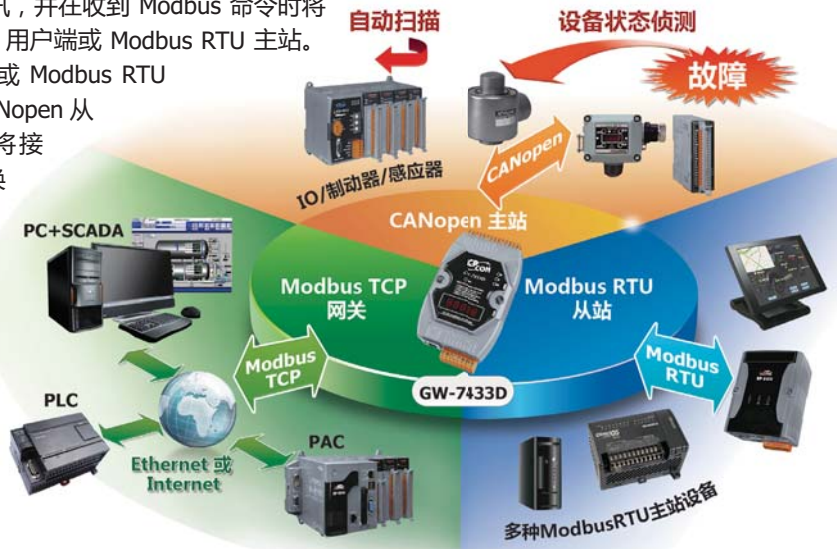 讯，并在收到 Modbus 命令时将
用户端或 Modbus RTU 主站。
或 Modbus RTU
Nopen 从
将接
自动扫描
设备状态侦测
故障
CANopen
IO/制动器/感应器
CANopen 主站
PC+SCADA
Modbus TCP
网关
Modbus RTU
从站
GW-7433D
Modbus
TCP
Modbus
RTU
PLC
Ethernet 或
Internet
PAC
多种ModbusRTU主站设备